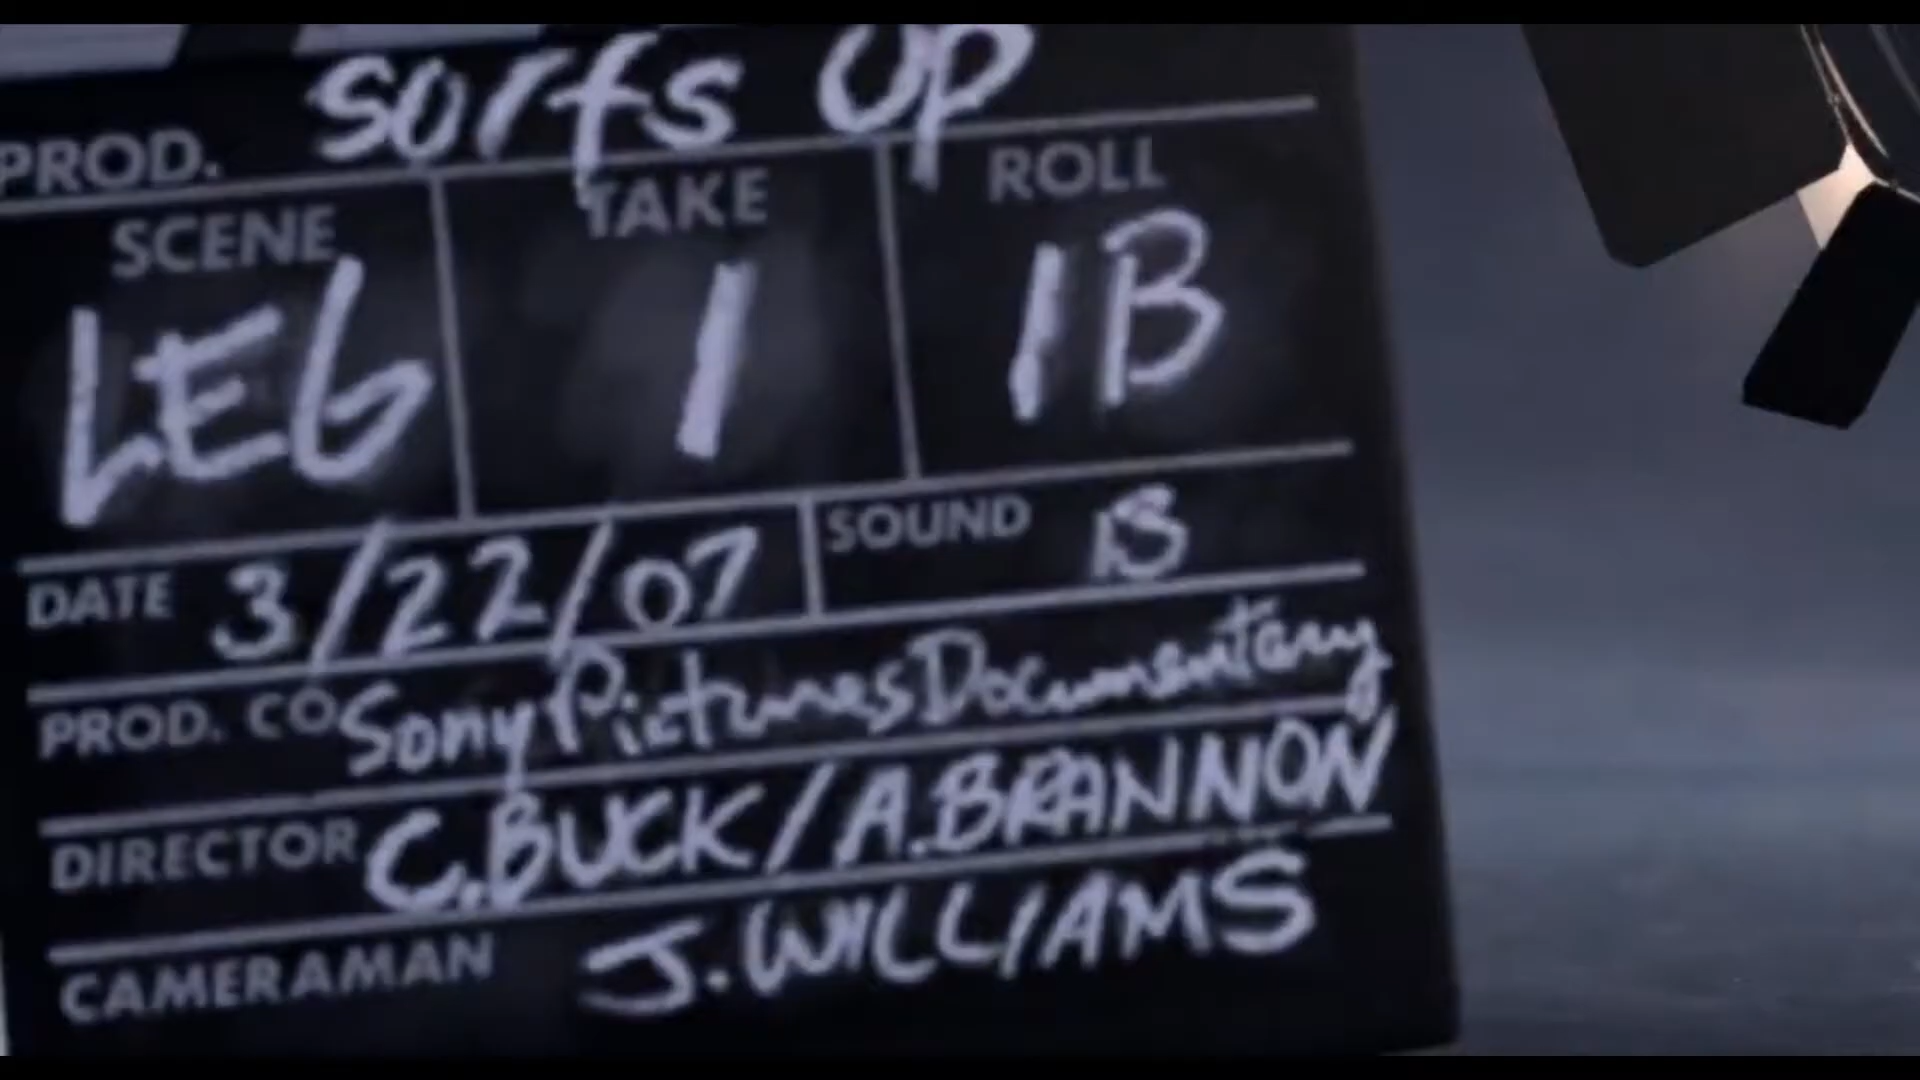 PROD. Surfs Up
SCENE TAKE ROLL
LEG 1 1B
DATE 3/22/07 SOUND 1S
PROD. CO Sony Pictures Documentary
DIRECTOR C. BUCK / A. BRANNON
CAMERAMAN J. WILLIAMS